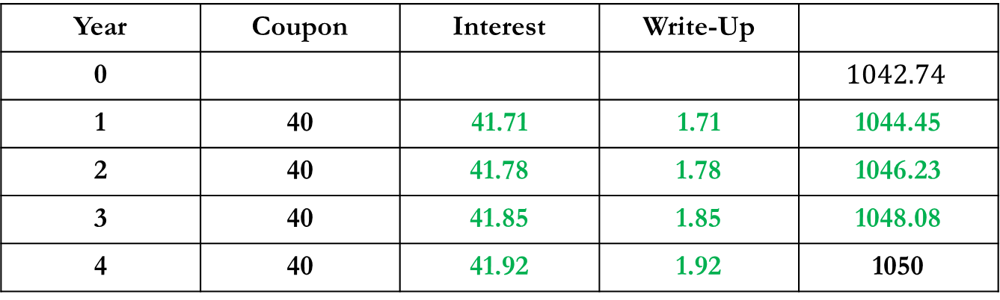 Year Coupon Interest Write-Up
0 1042.74
1 40 41.71 1.71 1044.45
2 40 41.78 1.78 1046.23
3 40 41.85 1.85 1048.08
4 40 41.92 1.92 1050